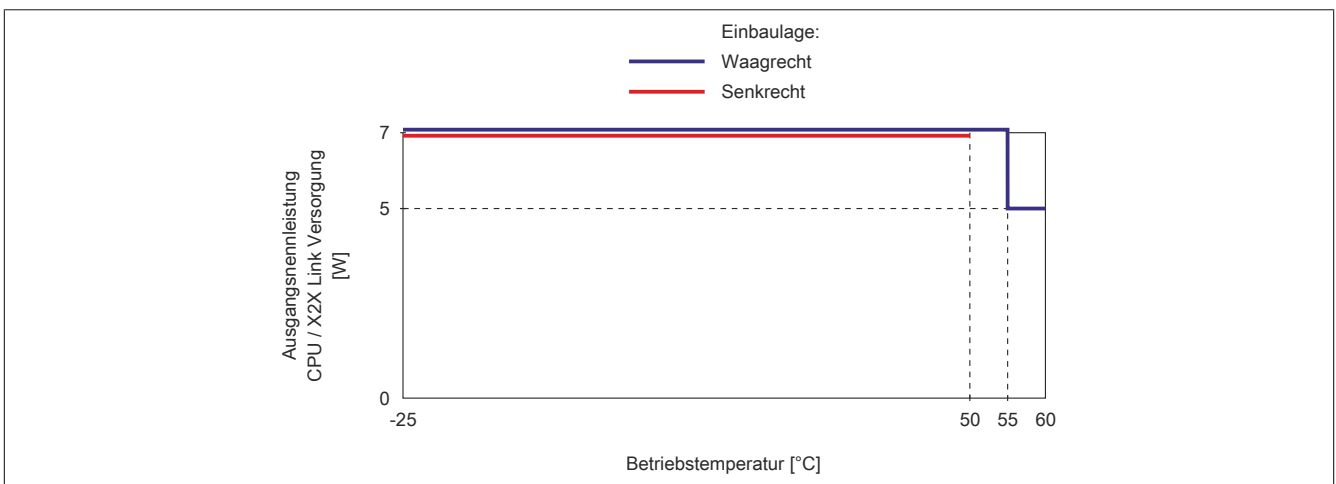 Einbaulage:
Waagrecht
Senkrecht
Ausgangsnennleistung
CPU / X2X Link Versorgung
[W]
7
5
0
-25
50
55
60
Betriebstemperatur [°C]